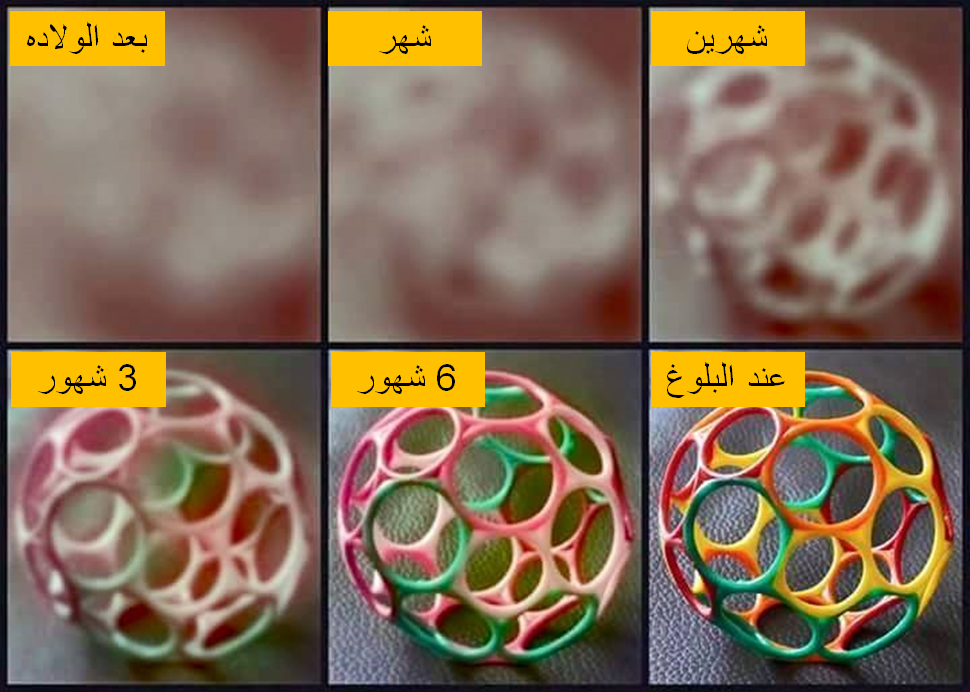 بعد الولاده
شهر
شهرين
3 شهور
6 شهور
عند البلوغ